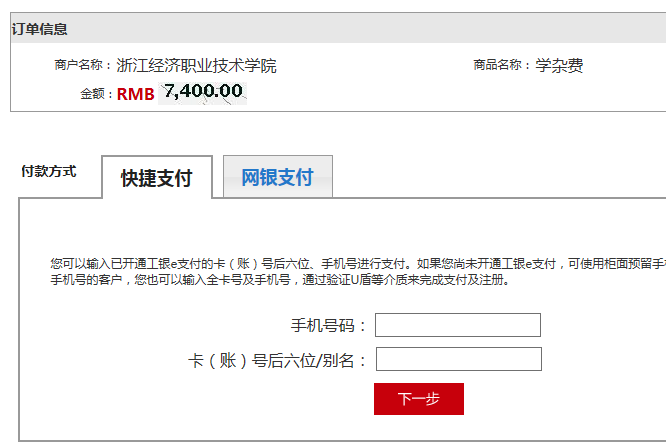 订单信息
商户名称：浙江经济职业技术学院 商品名称：学杂费
金额：RMB 7,400.00
付款方式 快捷支付 网银支付
您可以输入已开通工银e支付的卡（账）号后六位、手机号进行支付。如果您尚未开通工银e支付，可使用柜面预留手
手机号的客户，您也可以输入全卡号及手机号，通过验证U盾等介质来完成支付及注册。
手机号码：
卡（账）号后六位/别名：
下一步